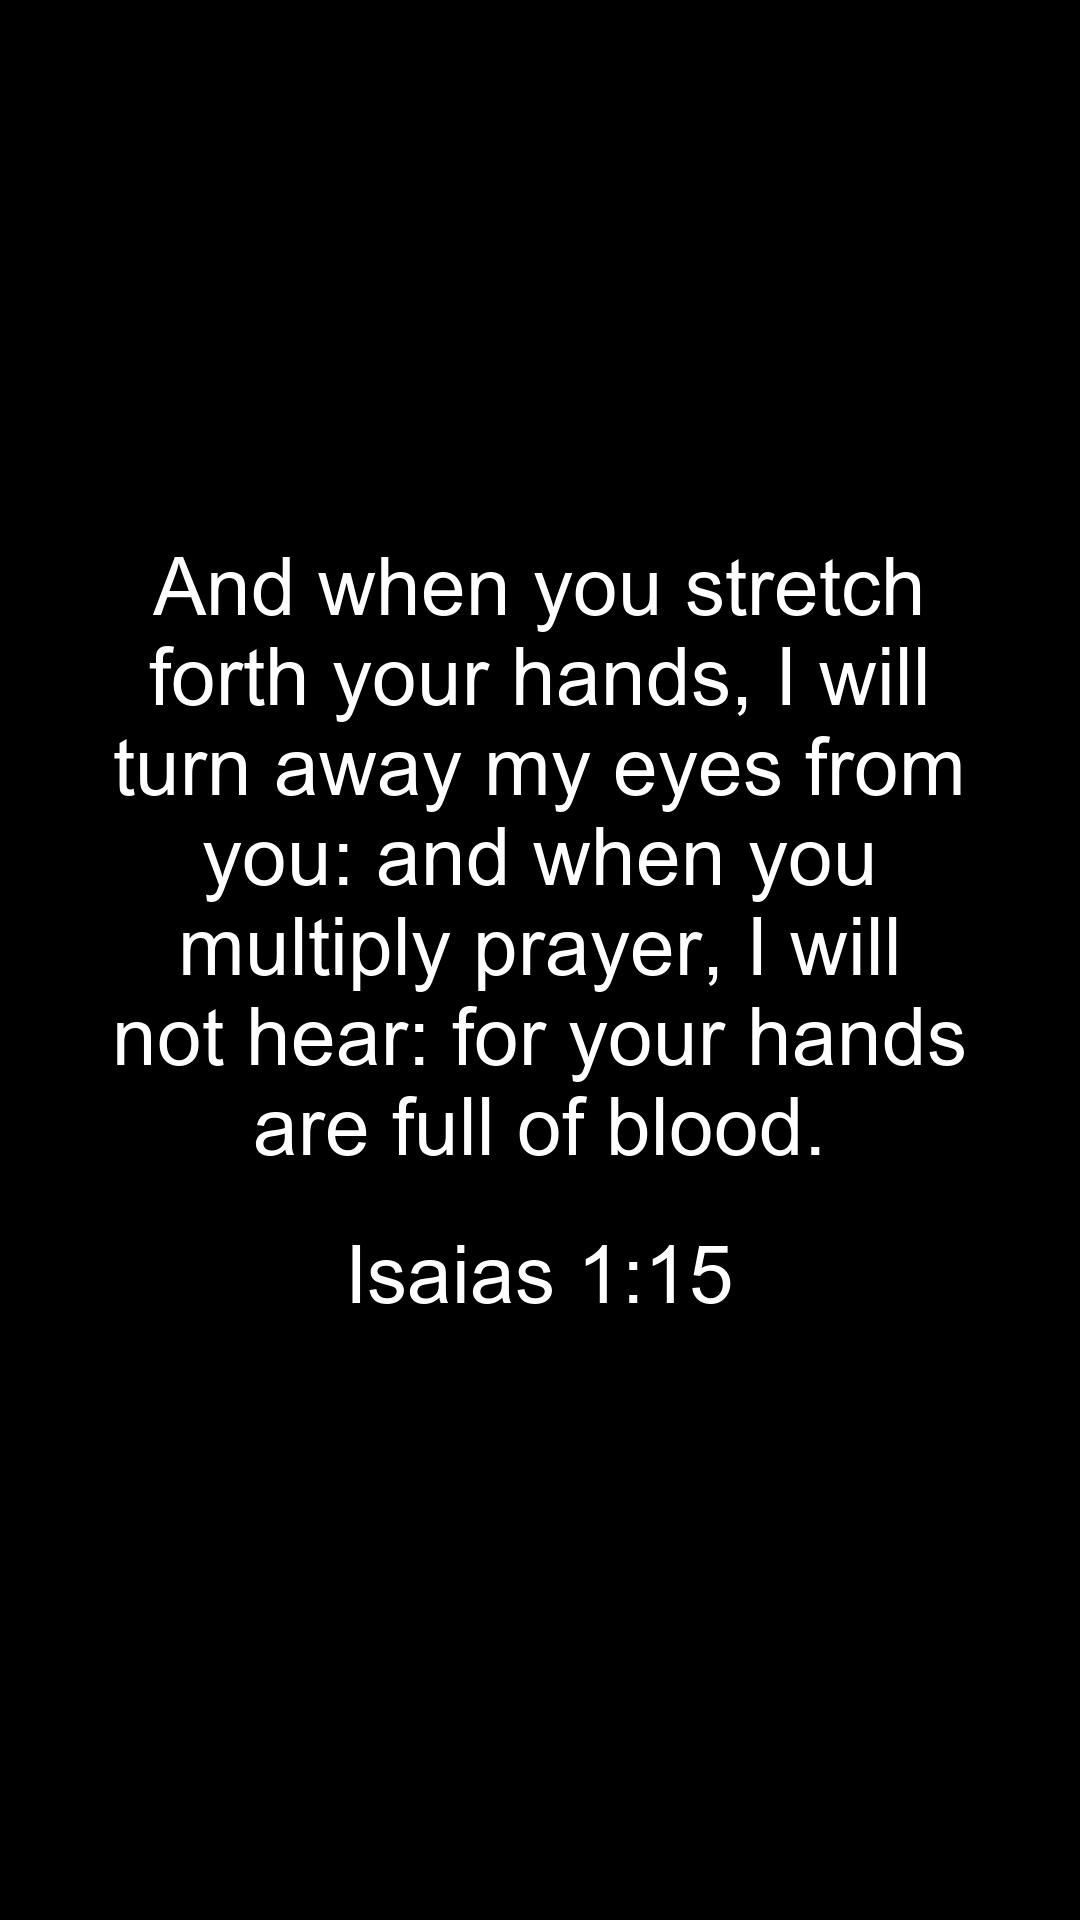 And when you stretch
forth your hands, I will
turn away my eyes from
you: and when you
multiply prayer, I will
not hear: for your hands
are full of blood.
Isaias 1:15